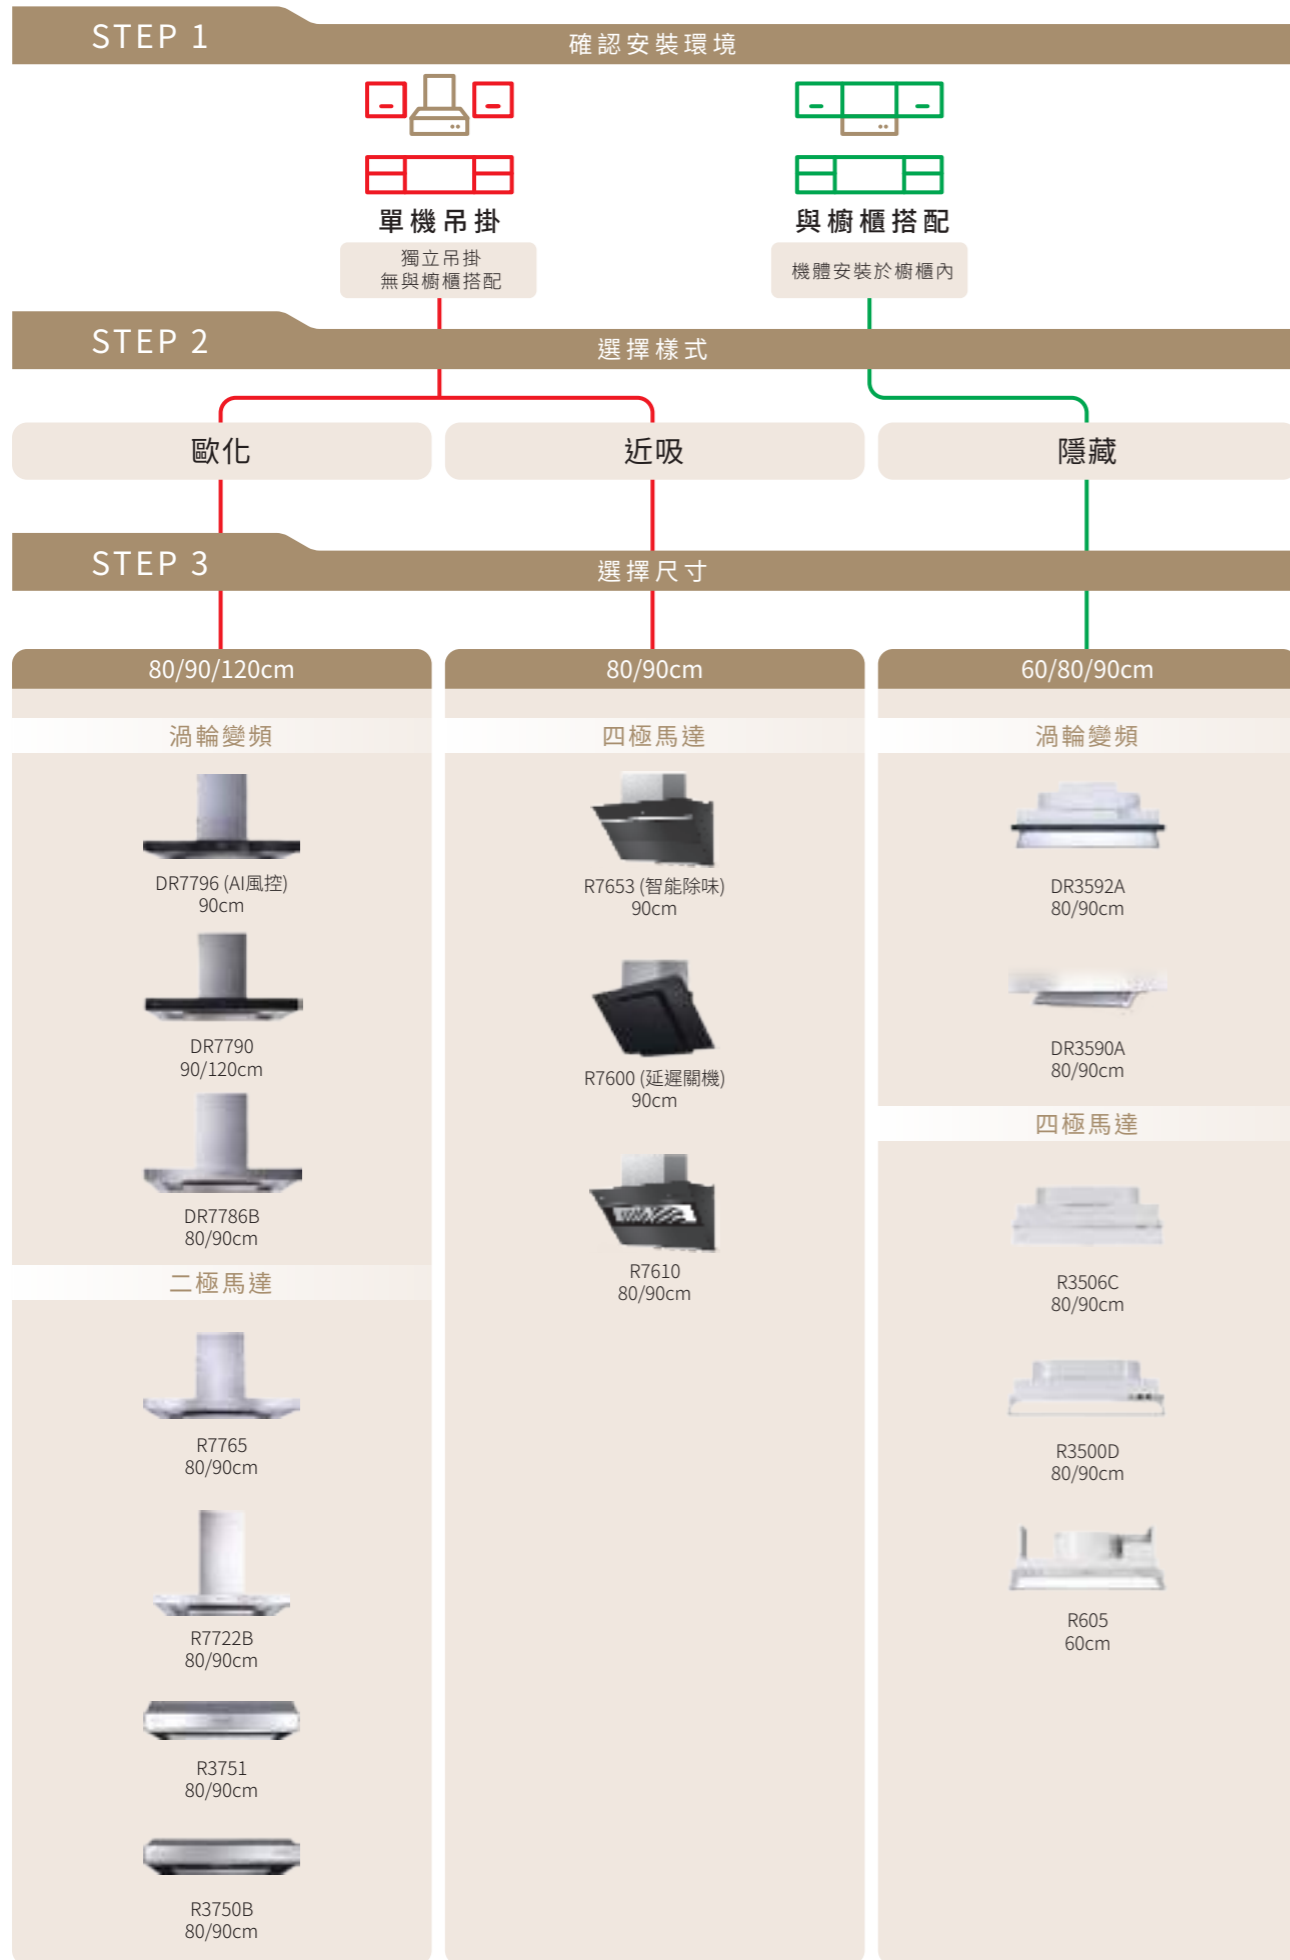 STEP 1
確認安裝環境
單機吊掛
獨立吊掛
無與櫥櫃搭配
與櫥櫃搭配
機體安裝於櫥櫃內
STEP 2
選擇樣式
歐化
近吸
隱藏
STEP 3
選擇尺寸
80/90/120cm
渦輪變頻
DR7796 (AI風控)
90cm
DR7790
90/120cm
DR7786B
80/90cm
二極馬達
R7765
80/90cm
R7722B
80/90cm
R3751
80/90cm
R3750B
80/90cm
80/90cm
四極馬達
R7653 (智能除味)
90cm
R7600 (延遲關機)
90cm
R7610
80/90cm
60/80/90cm
渦輪變頻
DR3592A
80/90cm
DR3590A
80/90cm
四極馬達
R3506C
80/90cm
R3500D
80/90cm
R605
60cm